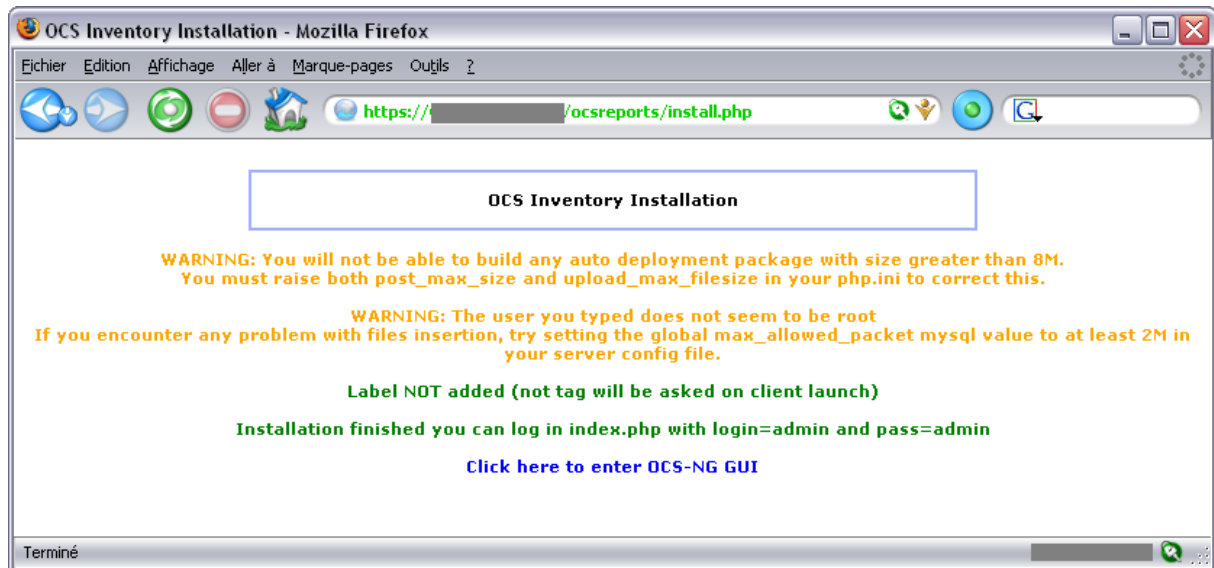 OCS Inventory Installation - Mozilla Firefox
Fichier Edition Affichage Aller à Marque-pages Outils ?
https:// /ocsreports/install.php
G
OCS Inventory Installation
WARNING: You will not be able to build any auto deployment package with size greater than 8M.
You must raise both post_max_size and upload_max_filesize in your php.ini to correct this.
WARNING: The user you typed does not seem to be root
If you encounter any problem with files insertion, try setting the global max_allowed_packet mysql value to at least 2M in
your server config file.
Label NOT added (not tag will be asked on client launch)
Installation finished you can log in index.php with login=admin and pass=admin
Click here to enter OCS-NG GUI
Terminé